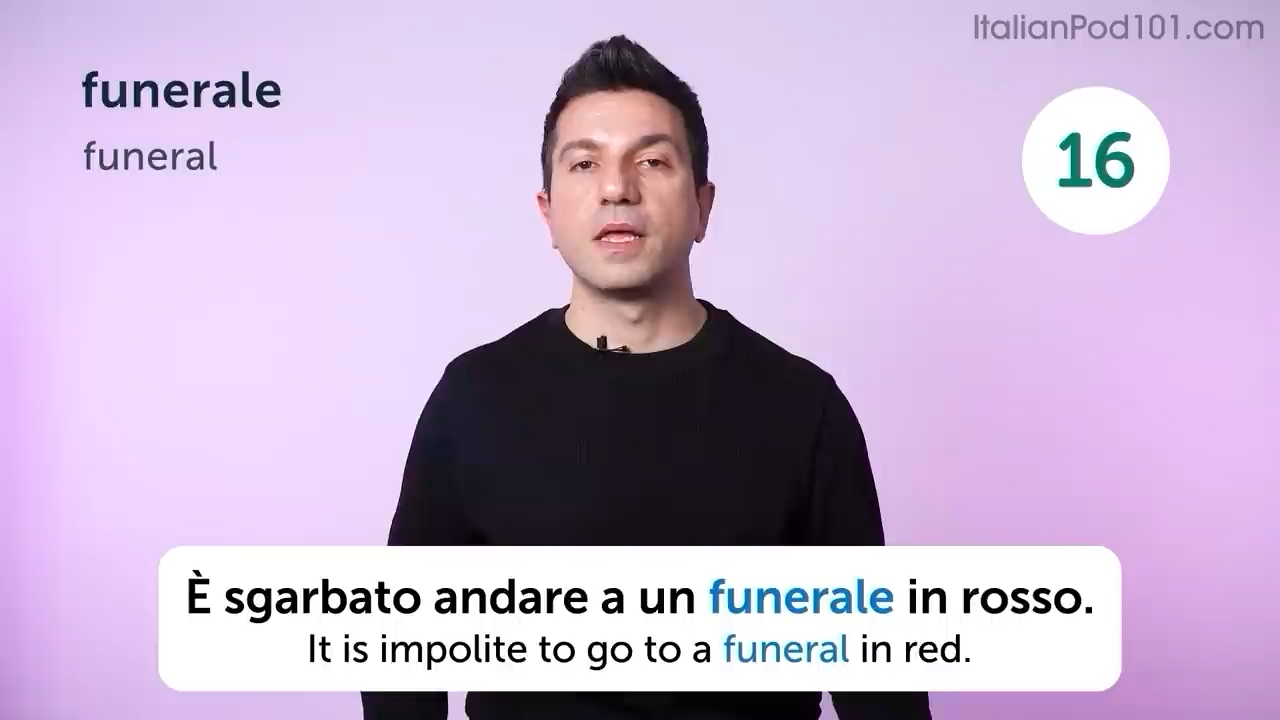 ItalianPod101.com
funerale
funeral
16
È sgarbato andare a un funerale in rosso.
It is impolite to go to a funeral in red.